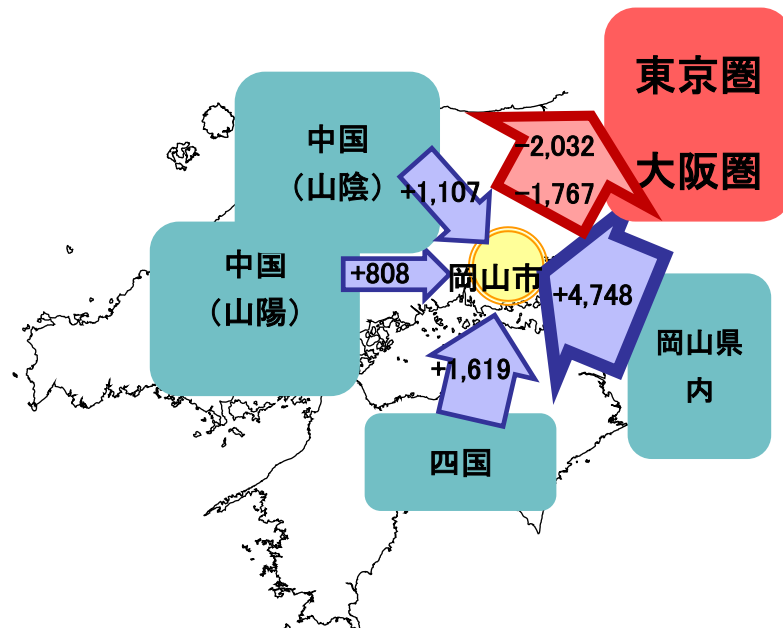 東京圏
大阪圏
-2,032
-1,767
中国
（山陰）
+1,107
中国
（山陽）
+808
岡山市
+4,748
岡山県
内
+1,619
四国